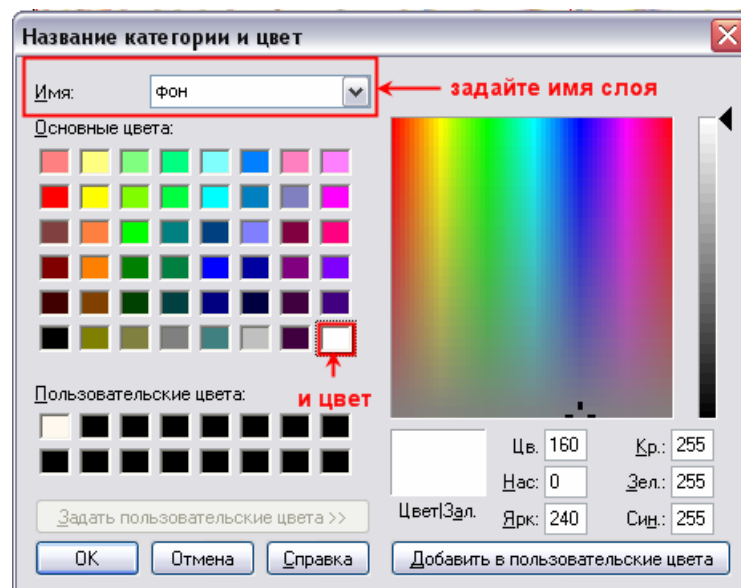 Название категории и цвет
Имя: фон
задайте имя слоя
Основные цвета:
и цвет
Пользовательские цвета:
Цв. 160 Кр.: 255
Нас: 0 Зел.: 255
Цвет|Зал. Ярк: 240 Син.: 255
Задать пользовательские цвета >>
OK Отмена Справка Добавить в пользовательские цвета